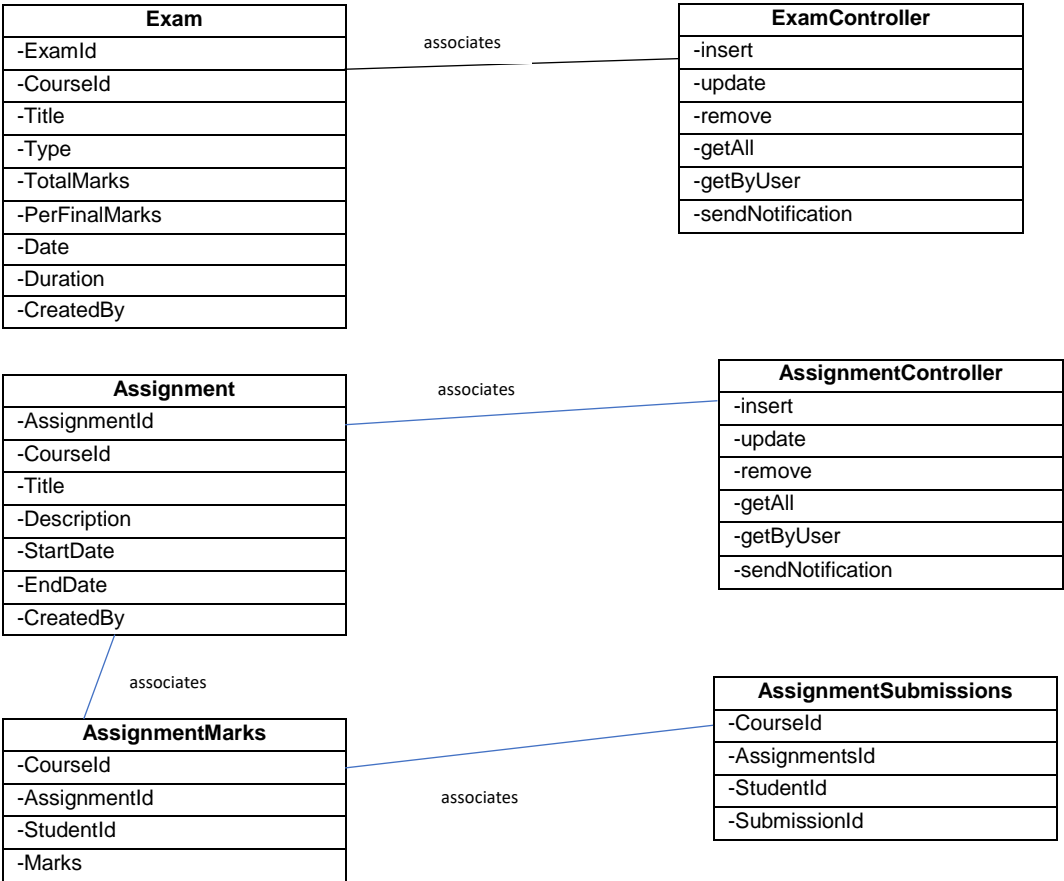 Exam
-ExamId
-CourseId
-Title
-Type
-TotalMarks
-PerFinalMarks
-Date
-Duration
-CreatedBy
associates
ExamController
-insert
-update
-remove
-getAll
-getByUser
-sendNotification
Assignment
-AssignmentId
-CourseId
-Title
-Description
-StartDate
-EndDate
-CreatedBy
associates
AssignmentController
-insert
-update
-remove
-getAll
-getByUser
-sendNotification
associates
AssignmentMarks
-CourseId
-AssignmentId
-StudentId
-Marks
associates
AssignmentSubmissions
-CourseId
-AssignmentsId
-StudentId
-SubmissionId